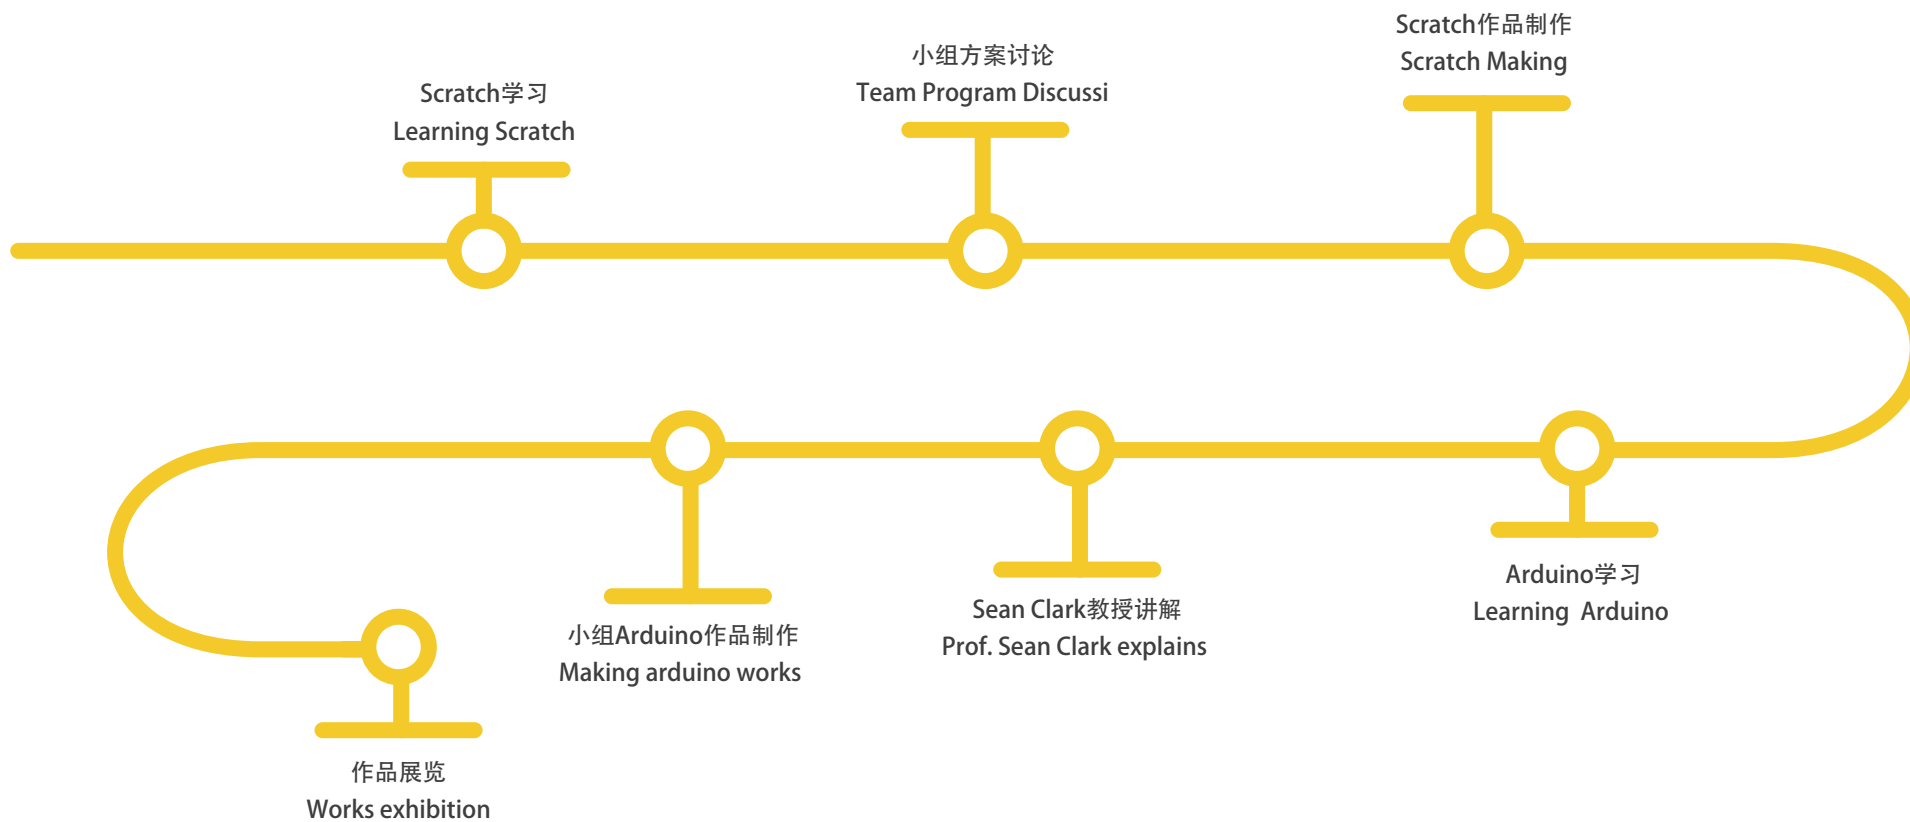 Scratch学习
Learning Scratch
小组方案讨论
Team Program Discussi
Scratch作品制作
Scratch Making
Arduino学习
Learning  Arduino
Sean Clark教授讲解
Prof. Sean Clark explains
小组Arduino作品制作
Making arduino works
作品展览
Works exhibition